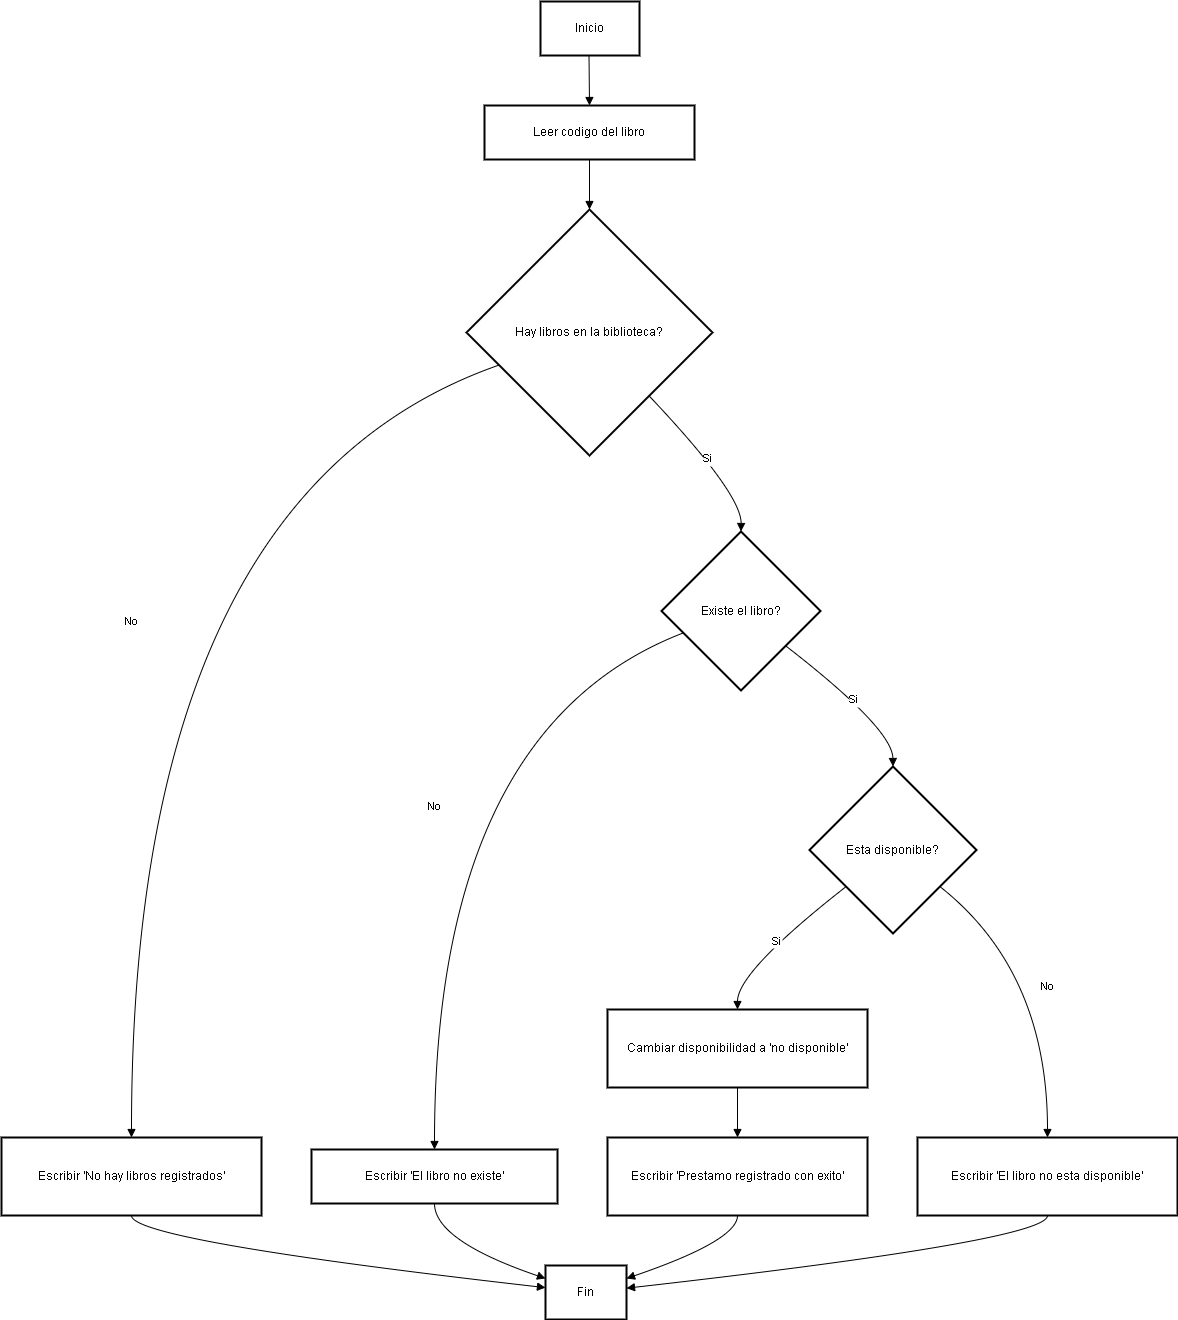 Inicio
Leer codigo del libro
Hay libros en la biblioteca?
Si
Existe el libro?
No
Si
No
Esta disponible?
Si
No
Cambiar disponibilidad a 'no disponible'
Escribir 'No hay libros registrados'
Escribir 'El libro no existe'
Escribir 'Prestamo registrado con exito'
Escribir 'El libro no esta disponible'
Fin